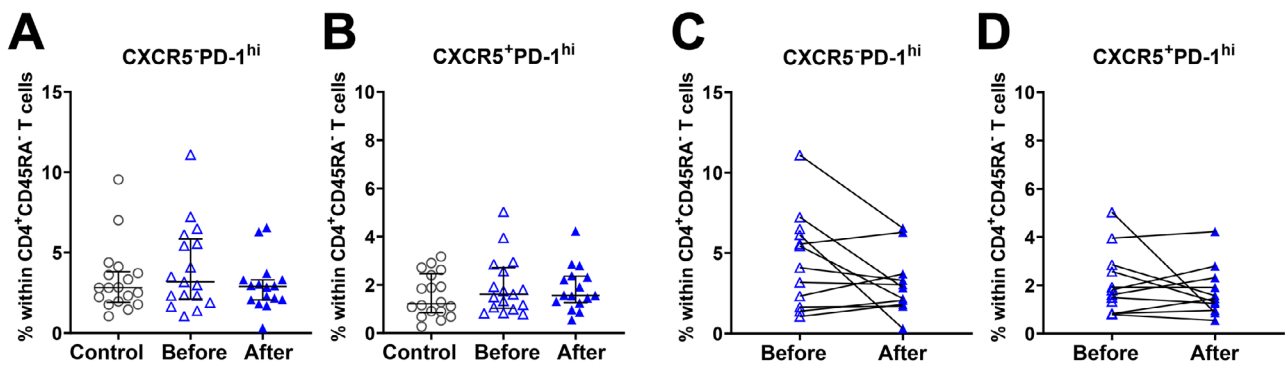 A
CXCR5⁻PD-1ʰⁱ
% within CD4⁺CD45RA⁻ T cells
15
10
5
0
Control Before After
B
CXCR5⁺PD-1ʰⁱ
% within CD4⁺CD45RA⁻ T cells
10
8
6
4
2
0
Control Before After
C
CXCR5⁻PD-1ʰⁱ
% within CD4⁺CD45RA⁻ T cells
15
10
5
0
Before After
D
CXCR5⁺PD-1ʰⁱ
% within CD4⁺CD45RA⁻ T cells
10
8
6
4
2
0
Before After